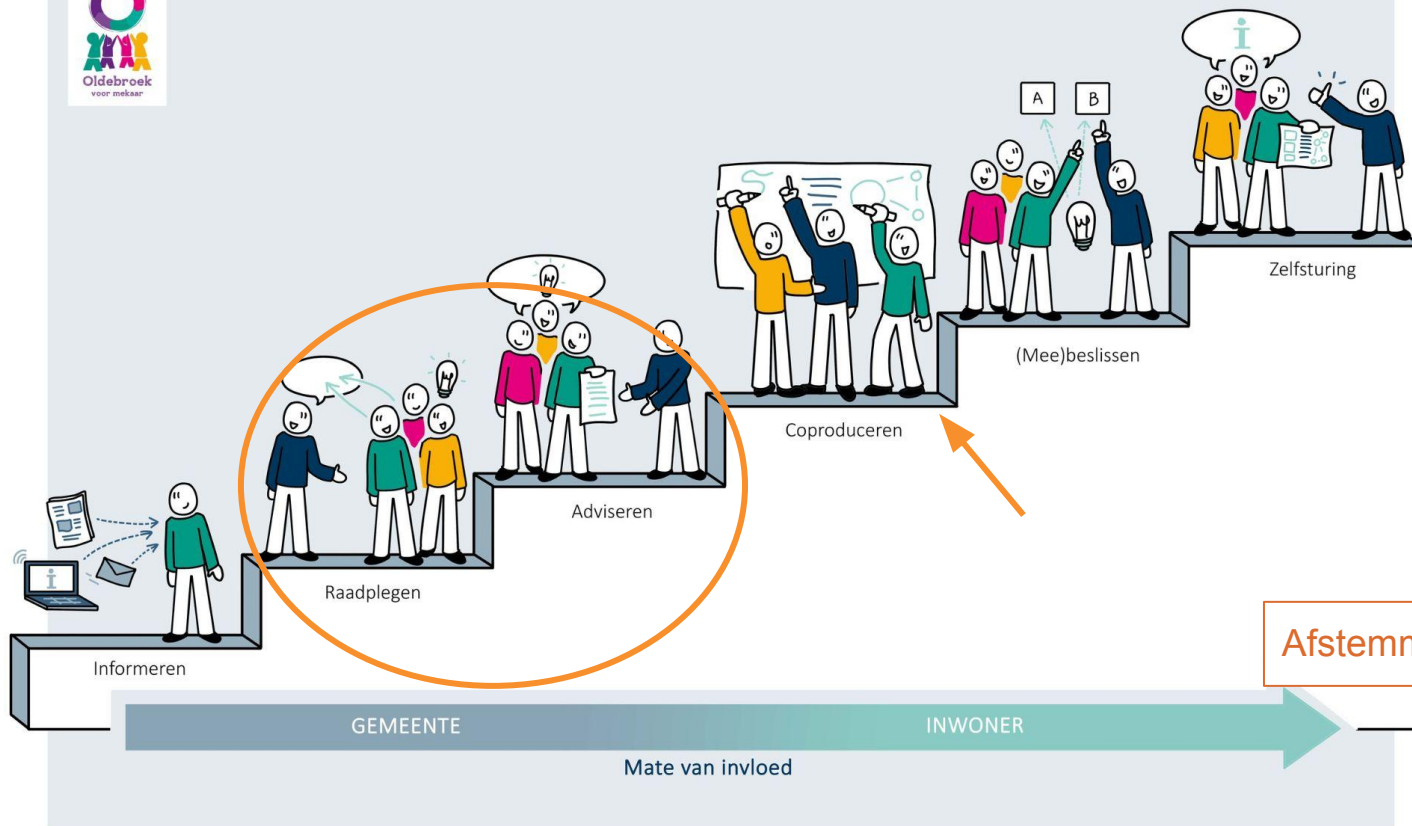 Oldebroek
voor mekaar
i
A
B
Zelfsturing
(Mee)beslissen
Coproduceren
Adviseren
Raadplegen
i
Informeren
GEMEENTE
INWONER
Mate van invloed